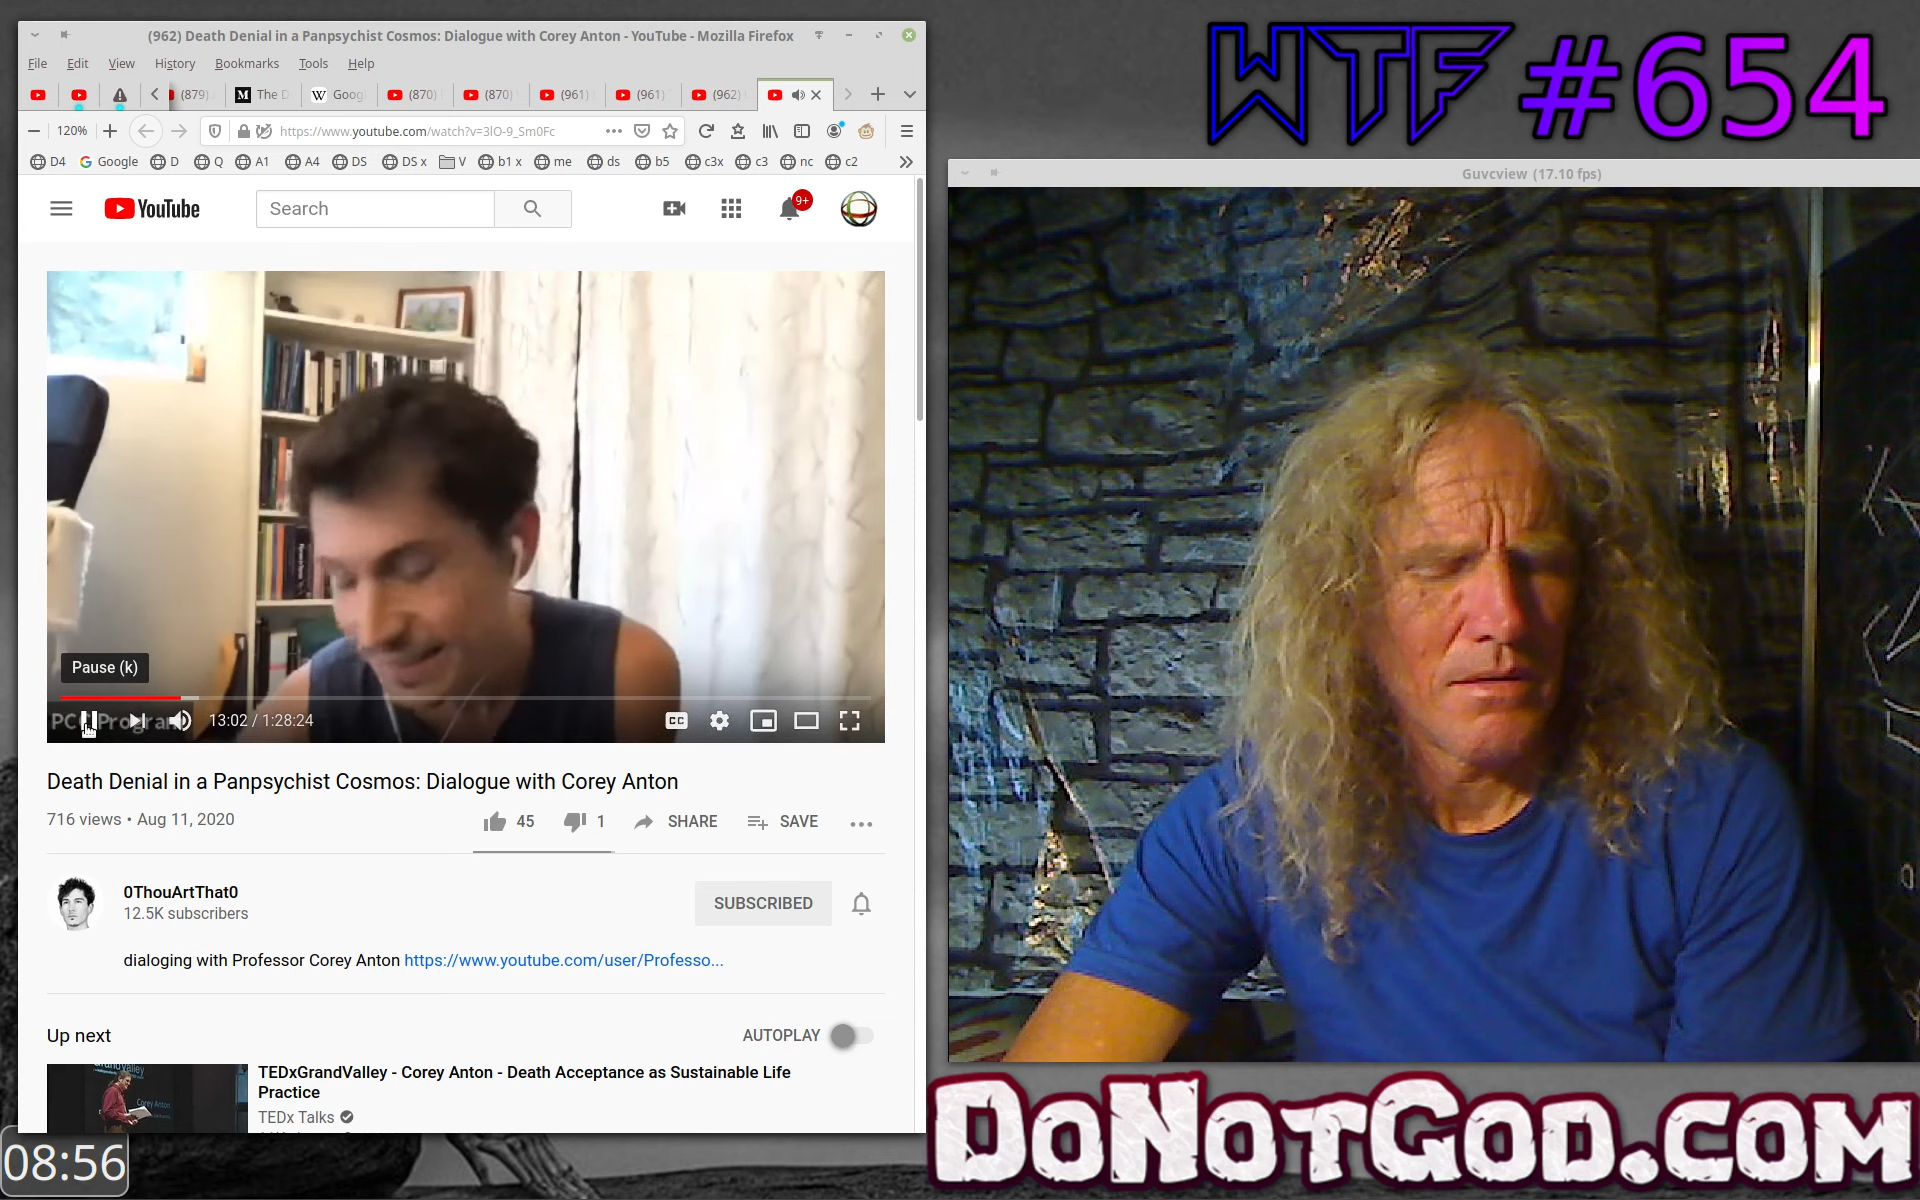 (962) Death Denial in a Panpsychist Cosmos: Dialogue with Corey Anton - YouTube - Mozilla Firefox
File Edit View History Bookmarks Tools Help
(879) M The D W Goog (870) (870) (961) (961) (962)
120% https://www.youtube.com/watch?v=3lO-9_Sm0Fc
D4 Google D Q A1 A4 DS DS x V b1 x me ds b5 c3x c3 nc c2
YouTube Search 9+
Pause (k)
13:02 / 1:28:24 CC
Death Denial in a Panpsychist Cosmos: Dialogue with Corey Anton
716 views • Aug 11, 2020 45 1 SHARE SAVE
0ThouArtThat0
12.5K subscribers
SUBSCRIBED
dialoging with Professor Corey Anton https://www.youtube.com/user/Professo...
Up next AUTOPLAY
TEDxGrandValley - Corey Anton - Death Acceptance as Sustainable Life
Practice
TEDx Talks
08:56
WTF #654
Guvcview (17.10 fps)
DoNotGod.com